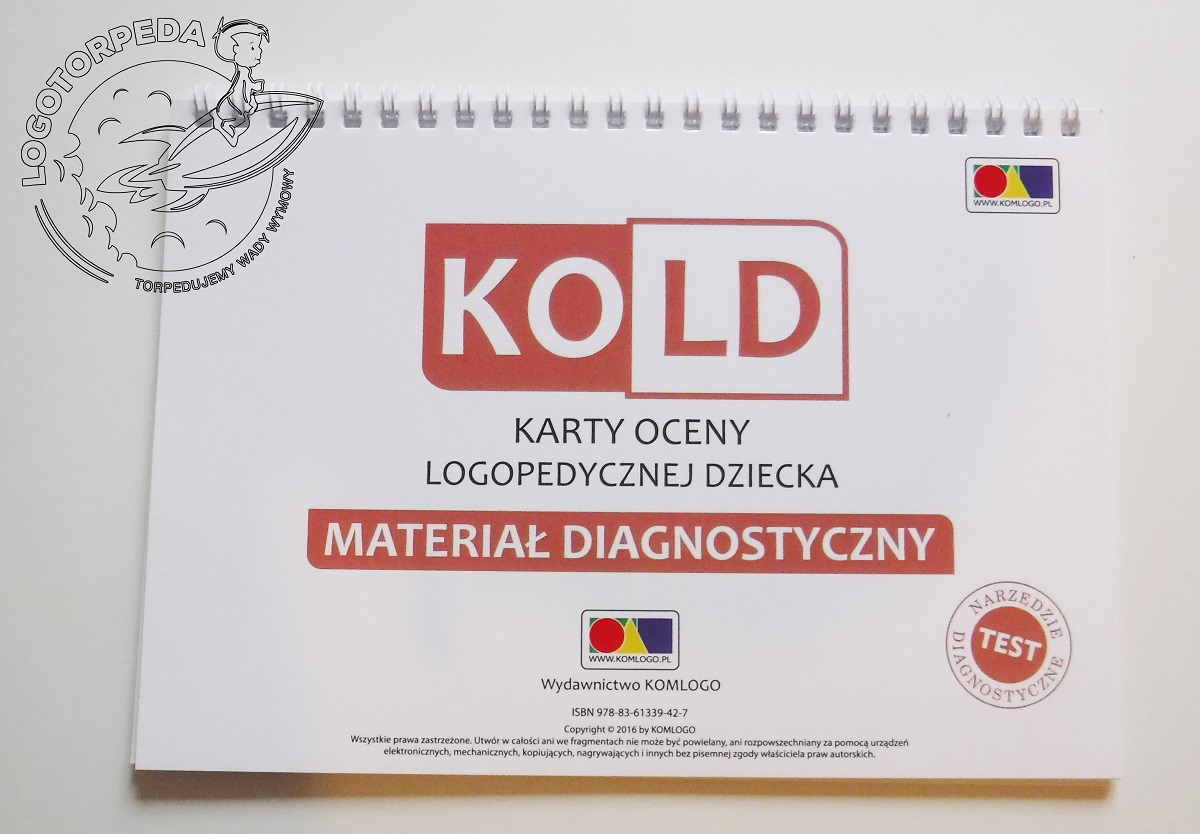 LOGOTORPEDA
TORPEDUJEMY WADY WYMOWY
WWW.KOMLOGO.PL
KOLD
KARTY OCENY
LOGOPEDYCZNEJ DZIECKA
MATERIAŁ DIAGNOSTYCZNY
NARZĘDZIE
TEST
DIAGNOSTYCZNE
WWW.KOMLOGO.PL
Wydawnictwo KOMLOGO
ISBN 978-83-61339-42-7
Copyright © 2016 by KOMLOGO
Wszystkie prawa zastrzeżone. Utwór w całości ani we fragmentach nie może być powielany, ani rozpowszechniany za pomocą urządzeń
elektronicznych, mechanicznych, kopiujących, nagrywających i innych bez pisemnej zgody właściciela praw autorskich.